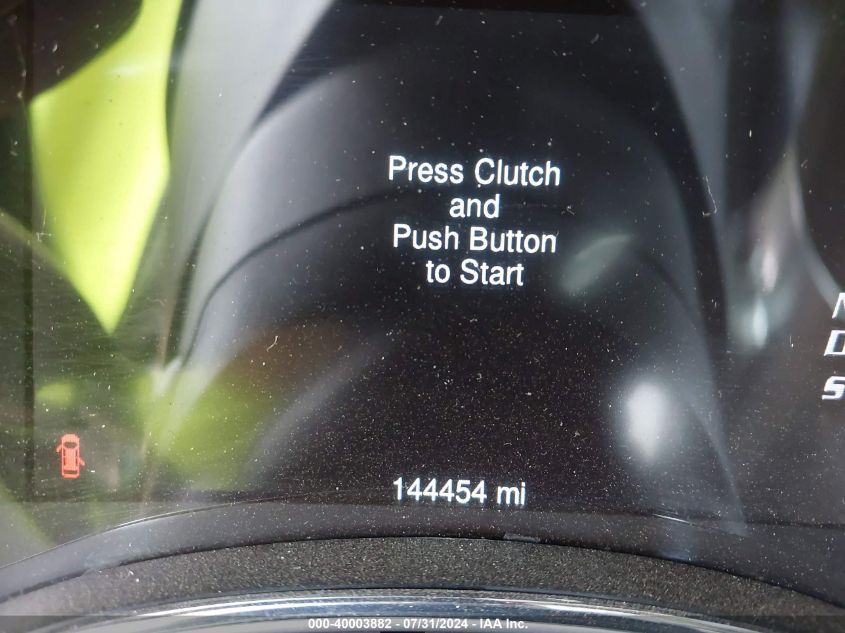 Press Clutch
and
Push Button
to Start
144454 mi
000-40003882 - 07/31/2024 - IAA Inc.